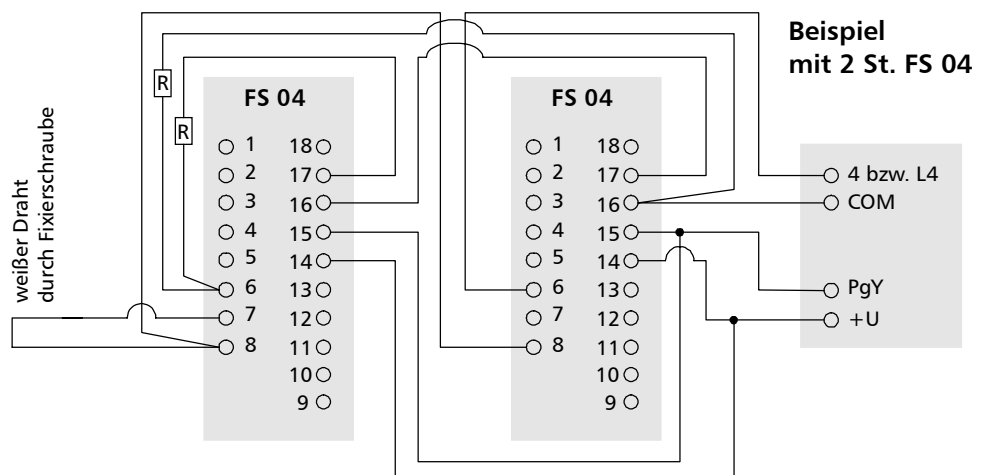 Beispiel
mit 2 St. FS 04
R
R
weißer Draht
durch Fixierschraube
FS 04
1 18
2 17
3 16
4 15
5 14
6 13
7 12
8 11
10
9
FS 04
1 18
2 17
3 16
4 15
5 14
6 13
7 12
8 11
10
9
4 bzw. L4
COM
PgY
+U